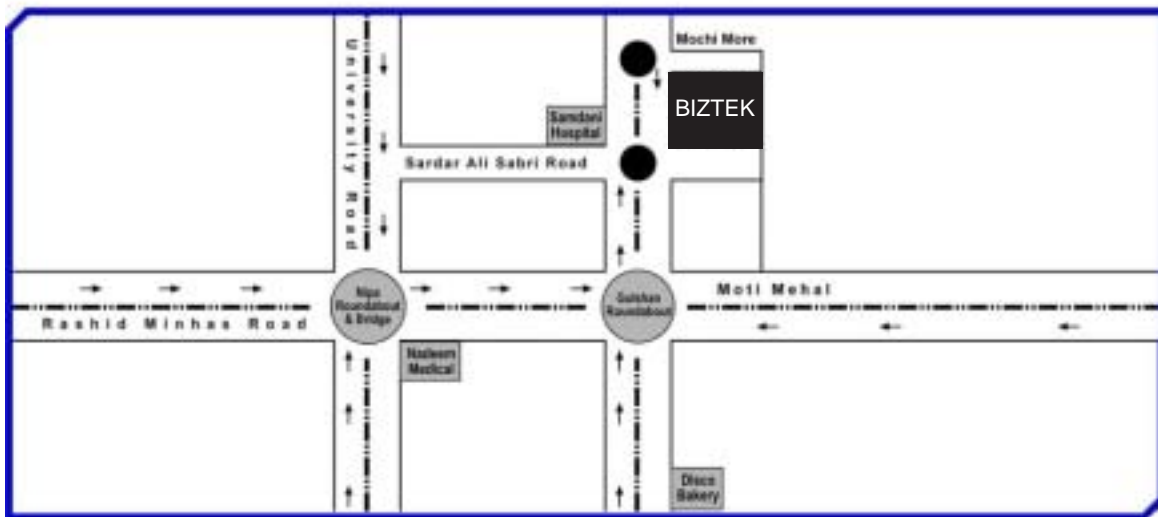 Mochi More
University Road
BIZTEK
Samdani
Hospital
Sardar Ali Sabri Road
Nipa
Roundabout
& Bridge
Gulshan
Roundabout
Moti Mehal
Rashid Minhas Road
Nadeem
Medical
Disco
Bakery